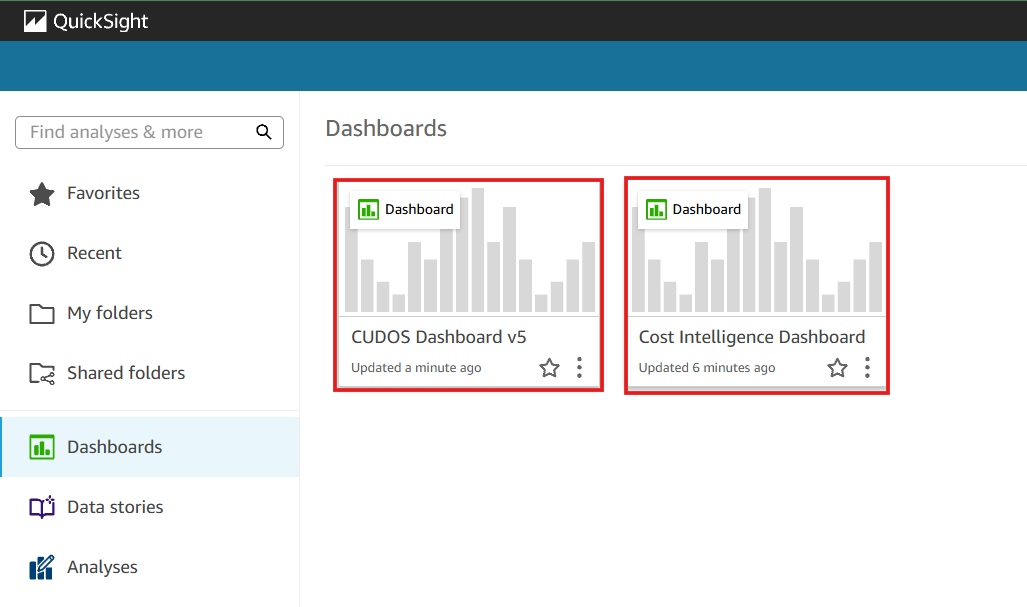 QuickSight
Find analyses & more
Favorites
Recent
My folders
Shared folders
Dashboards
Data stories
Analyses
Dashboards
Dashboard
CUDOS Dashboard v5
Updated a minute ago
Dashboard
Cost Intelligence Dashboard
Updated 6 minutes ago